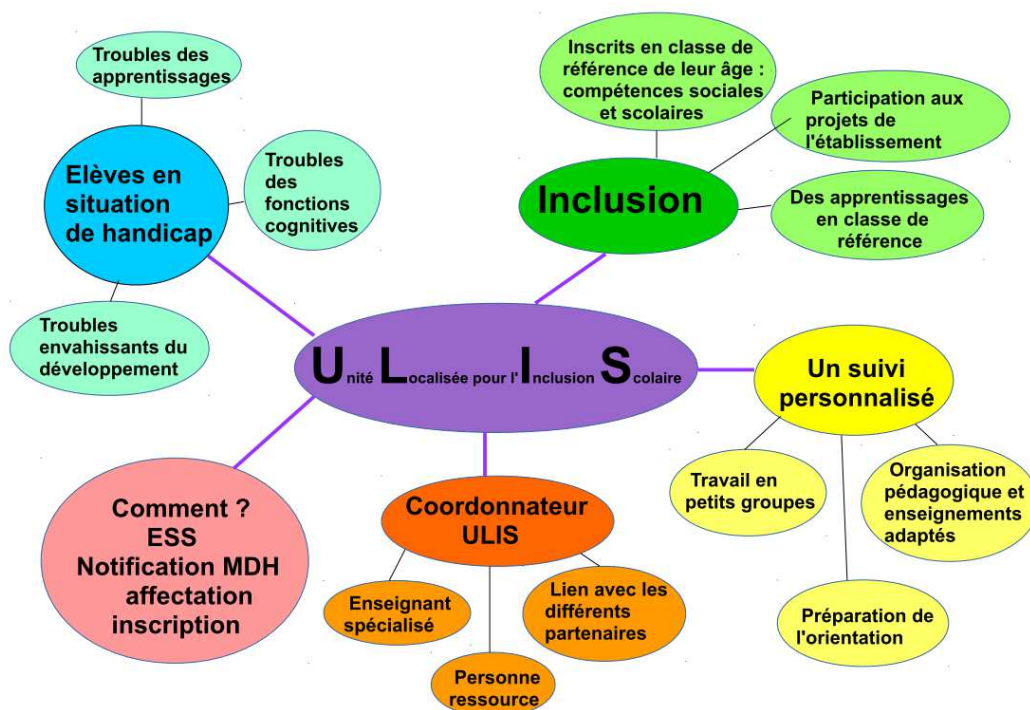 Troubles des
apprentissages
Elèves en
situation
de handicap
Troubles
des
fonctions
cognitives
Troubles
envahissants du
développement
Inscrits en classe de
référence de leur âge :
compétences sociales
et scolaires
Participation aux
projets de
l'établissement
Inclusion
Des apprentissages
en classe de
référence
Unité Localisée pour l'Inclusion Scolaire
Un suivi
personnalisé
Travail en
petits groupes
Organisation
pédagogique et
enseignements
adaptés
Préparation de
l'orientation
Coordonnateur
ULIS
Enseignant
spécialisé
Lien avec les
différents
partenaires
Personne
ressource
Comment ?
ESS
Notification MDH
affectation
inscription